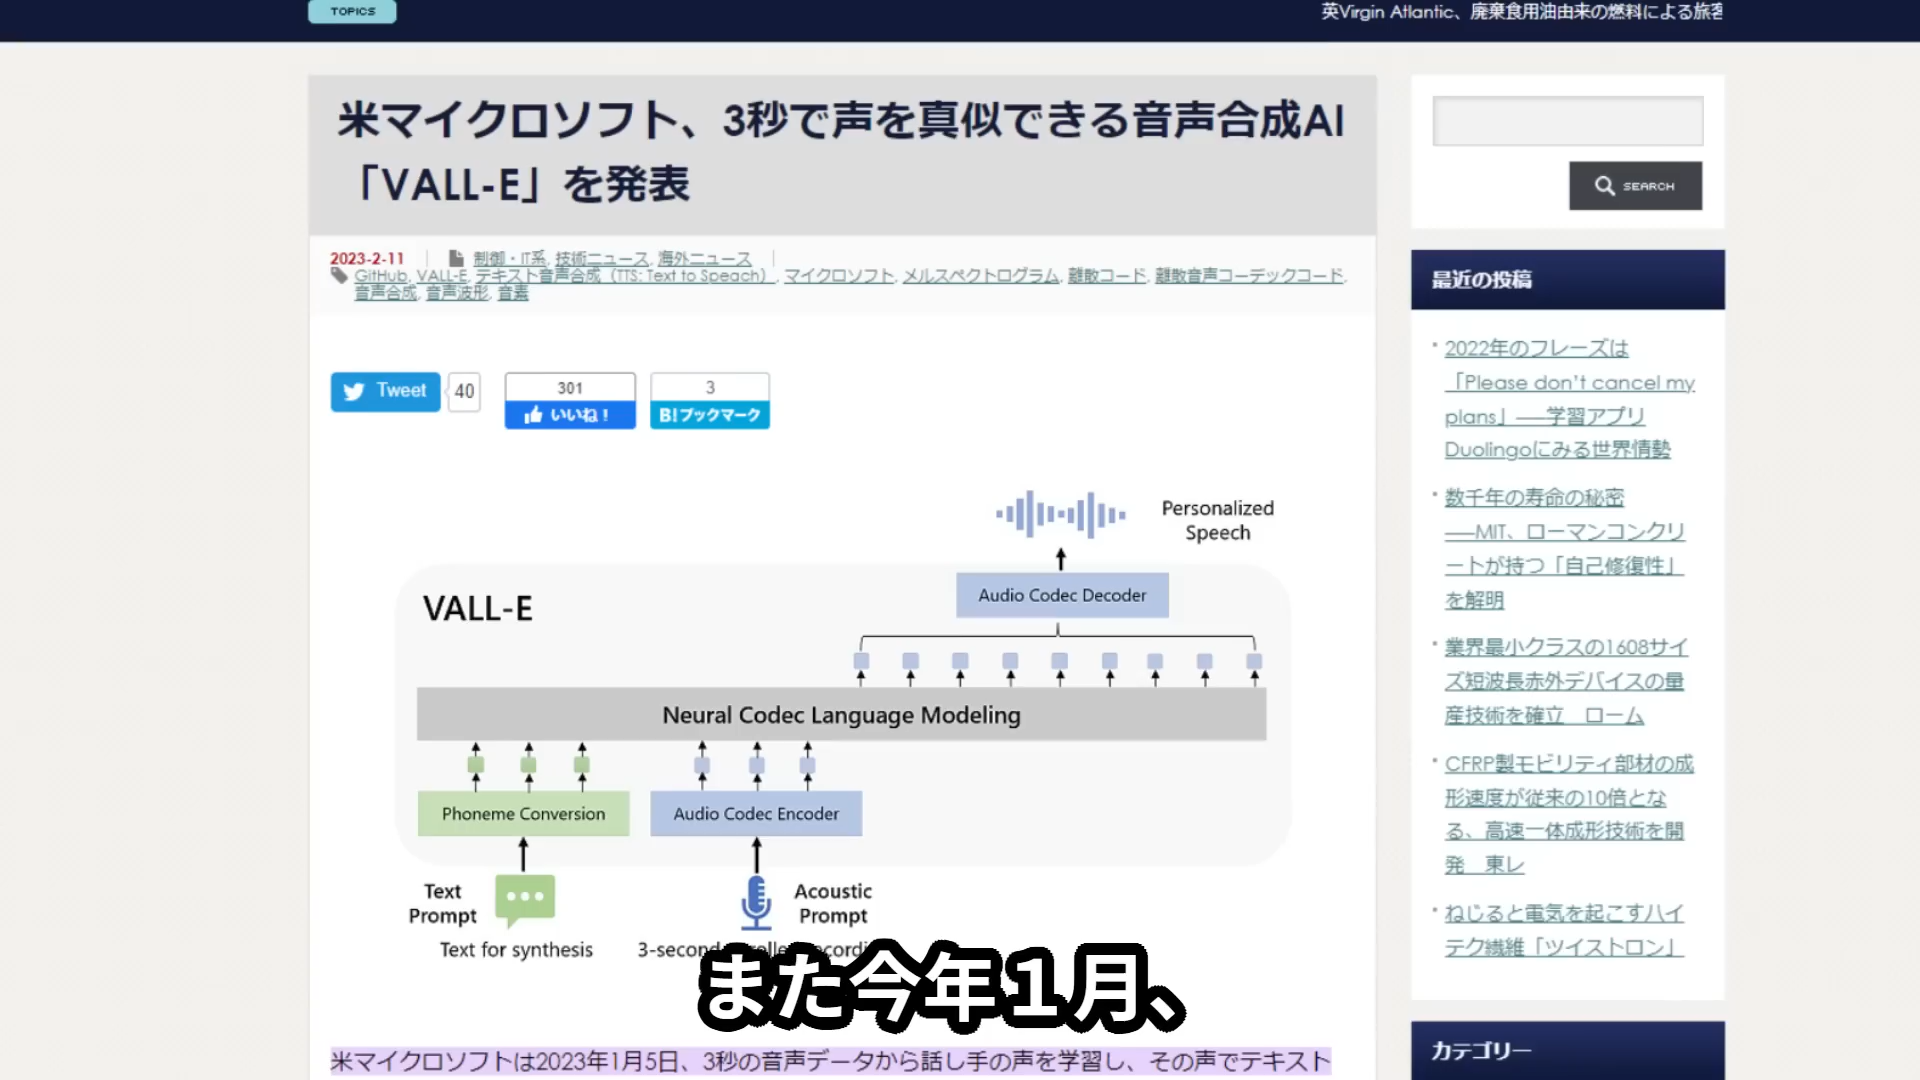 TOPICS
英Virgin Atlantic、廃棄食用油由来の燃料による旅客
米マイクロソフト、3秒で声を真似できる音声合成AI
「VALL-E」を発表
2023-2-11
制御・IT系, 技術ニュース, 海外ニュース
GitHub, VALL-E, テキスト音声合成（TTS: Text to Speach）, マイクロソフト, メルスペクトログラム, 離散コード, 離散音声コーデックコード,
音声合成, 音声波形, 音素
Tweet 40
301
いいね！
3
B!ブックマーク
Personalized
Speech
Audio Codec Decoder
VALL-E
Neural Codec Language Modeling
Phoneme Conversion
Audio Codec Encoder
Text
Prompt
Acoustic
Prompt
Text for synthesis
3-second
また今年1月、
米マイクロソフトは2023年1月5日、3秒の音声データから話し手の声を学習し、その声でテキスト
SEARCH
最近の投稿
2022年のフレーズは
「Please don't cancel my
plans」——学習アプリ
Duolingoにみる世界情勢
数千年の寿命の秘密
——MIT、ローマンコンクリ
ートが持つ「自己修復性」
を解明
業界最小クラスの1608サイ
ズ短波長赤外デバイスの量
産技術を確立　ローム
CFRP製モビリティ部材の成
形速度が従来の10倍とな
る、高速一体成形技術を開
発　東レ
ねじると電気を起こすハイ
テク繊維「ツイストロン」
カテゴリー